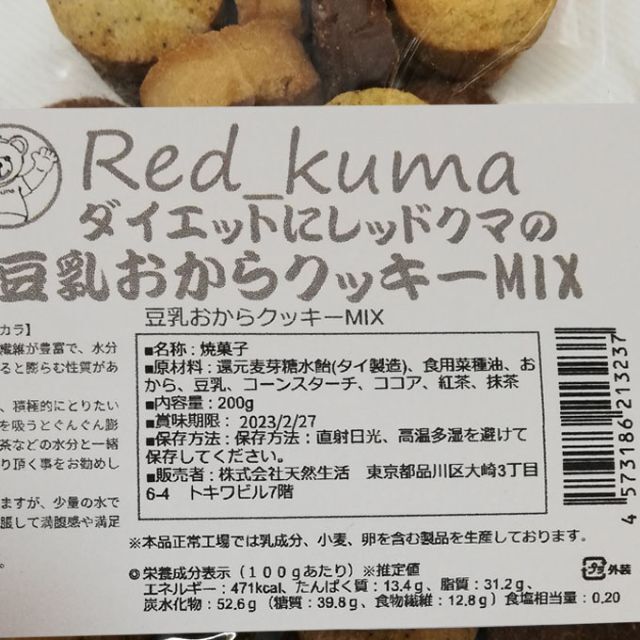 Red_kuma
ダイエットにレッドクマの
豆乳おからクッキーMIX
豆乳おからクッキーMIX
カラ】
繊維が豊富で、水分
ると膨らむ性質があ
、積極的にとりたい
を吸うとぐんぐん膨
茶などの水分と一緒
り頂く事をお勧めし
ますが、少量の水で
張して満腹感や満足
。
■名称：焼菓子
■原材料：還元麦芽糖水飴(タイ製造)、食用菜種油、お
から、豆乳、コーンスターチ、ココア、紅茶、抹茶
■内容量：200g
■賞味期限： 2023/2/27
■保存方法：保存方法：直射日光、高温多湿を避けて
保存してください。
■販売者：株式会社天然生活 東京都品川区大崎3丁目
6-4 トキワビル7階
※本品正常工場では乳成分、小麦、卵を含む製品を生産しております。
◎栄養成分表示（１００gあたり）※推定値
エネルギー：471kcal、たんぱく質：13.4g、脂質：31.2g、
炭水化物：52.6g（糖質：39.8g、食物繊維：12.8g）食塩相当量：0.20
4573186213237
プラ 外装